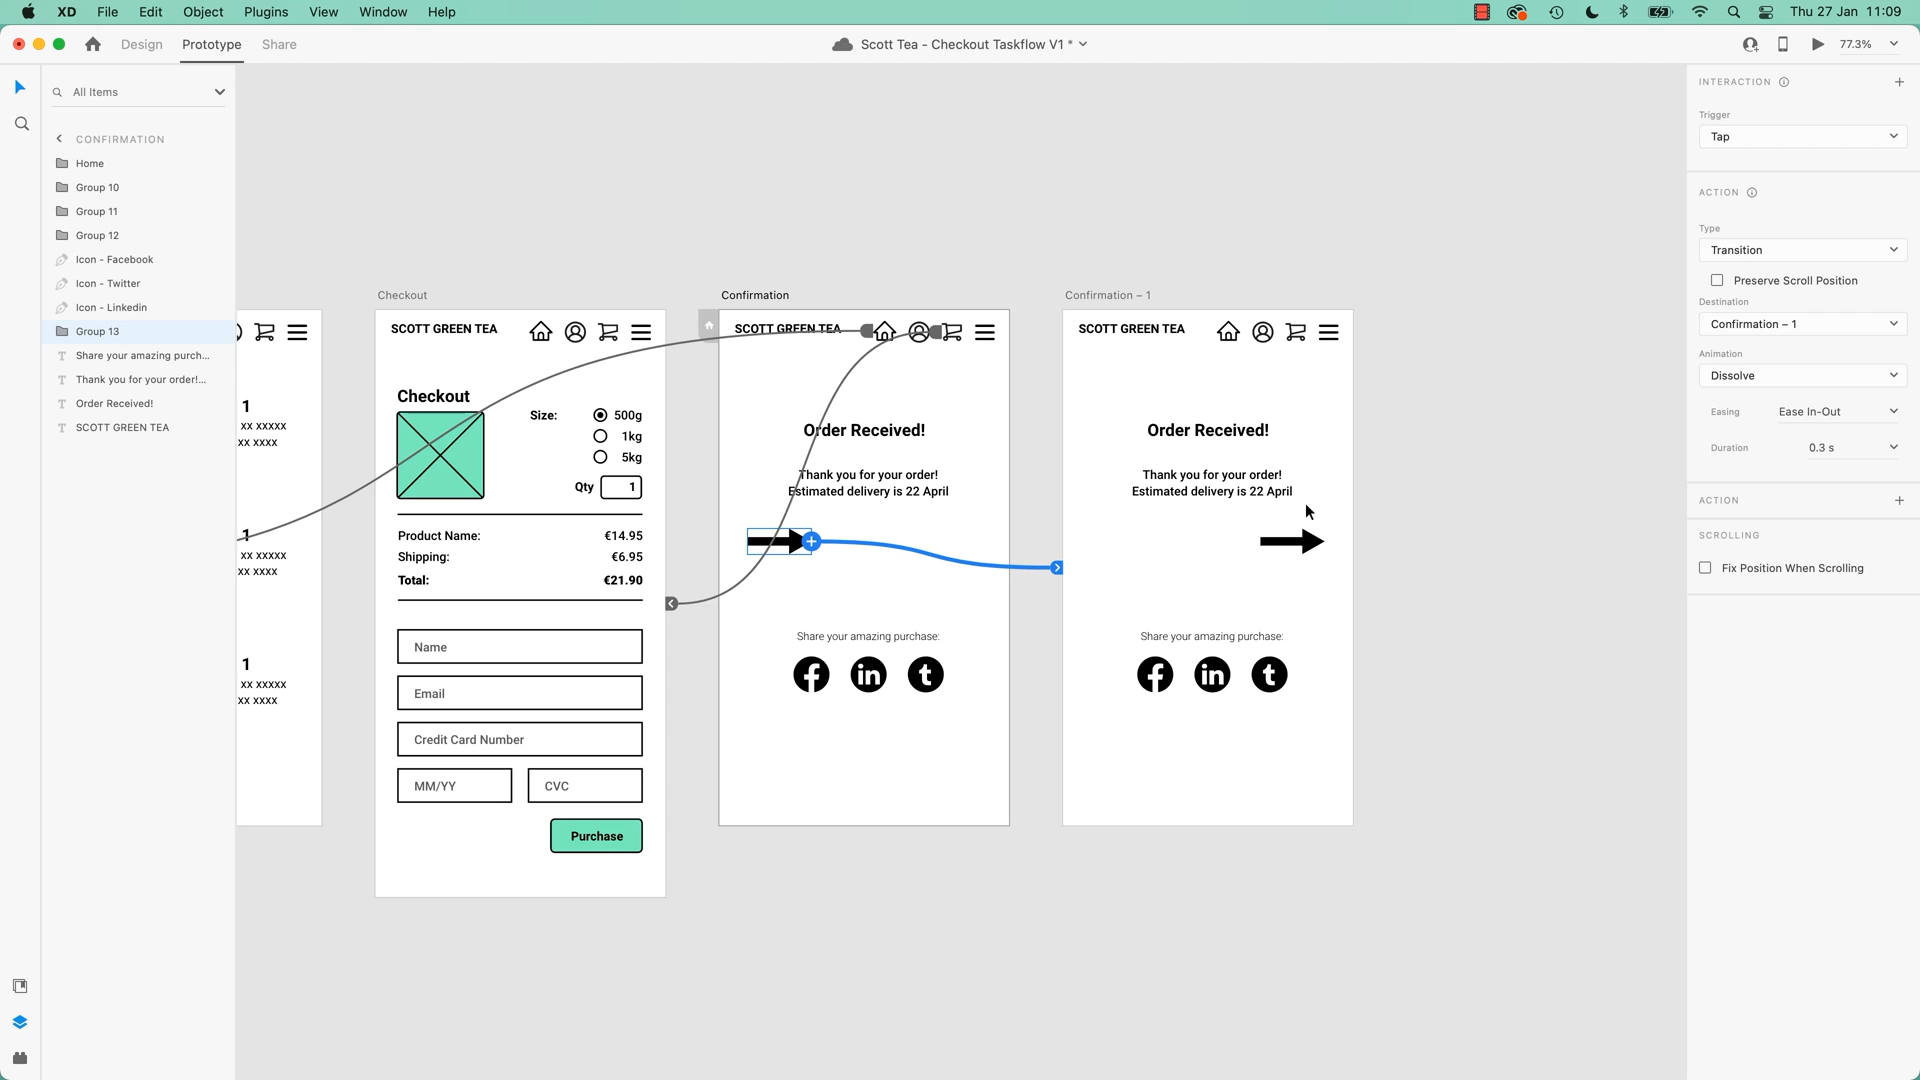 XD File Edit Object Plugins View Window Help Thu 27 Jan 11:09
Design Prototype Share Scott Tea - Checkout Taskflow V1 * 77.3%
All Items
CONFIRMATION
Home
Group 10
Group 11
Group 12
Icon - Facebook
Icon - Twitter
Icon - Linkedin
Group 13
Share your amazing purch...
Thank you for your order!...
Order Received!
SCOTT GREEN TEA
1
xx xxxxx
xx xxxx
1
xx xxxxx
xx xxxx
1
xx xxxxx
xx xxxx
Checkout
SCOTT GREEN TEA
Checkout
Size: 500g
1kg
5kg
Qty 1
Product Name: €14.95
Shipping: €6.95
Total: €21.90
Name
Email
Credit Card Number
MM/YY CVC
Purchase
Confirmation
SCOTT GREEN TEA
Order Received!
Thank you for your order!
Estimated delivery is 22 April
Share your amazing purchase:
f in t
Confirmation – 1
SCOTT GREEN TEA
Order Received!
Thank you for your order!
Estimated delivery is 22 April
Share your amazing purchase:
f in t
INTERACTION
Trigger
Tap
ACTION
Type
Transition
Preserve Scroll Position
Destination
Confirmation – 1
Animation
Dissolve
Easing Ease In-Out
Duration 0.3 s
ACTION
SCROLLING
Fix Position When Scrolling